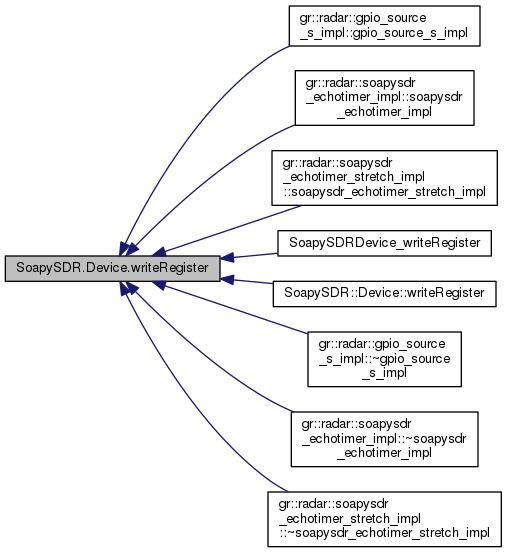 gr::radar::gpio_source
_s_impl::gpio_source_s_impl
gr::radar::soapysdr
_echotimer_impl::soapysdr
_echotimer_impl
gr::radar::soapysdr
_echotimer_stretch_impl
::soapysdr_echotimer_stretch_impl
SoapySDRDevice_writeRegister
SoapySDR.Device.writeRegister
SoapySDR::Device::writeRegister
gr::radar::gpio_source
_s_impl::~gpio_source
_s_impl
gr::radar::soapysdr
_echotimer_impl::~soapysdr
_echotimer_impl
gr::radar::soapysdr
_echotimer_stretch_impl
::~soapysdr_echotimer_stretch_impl